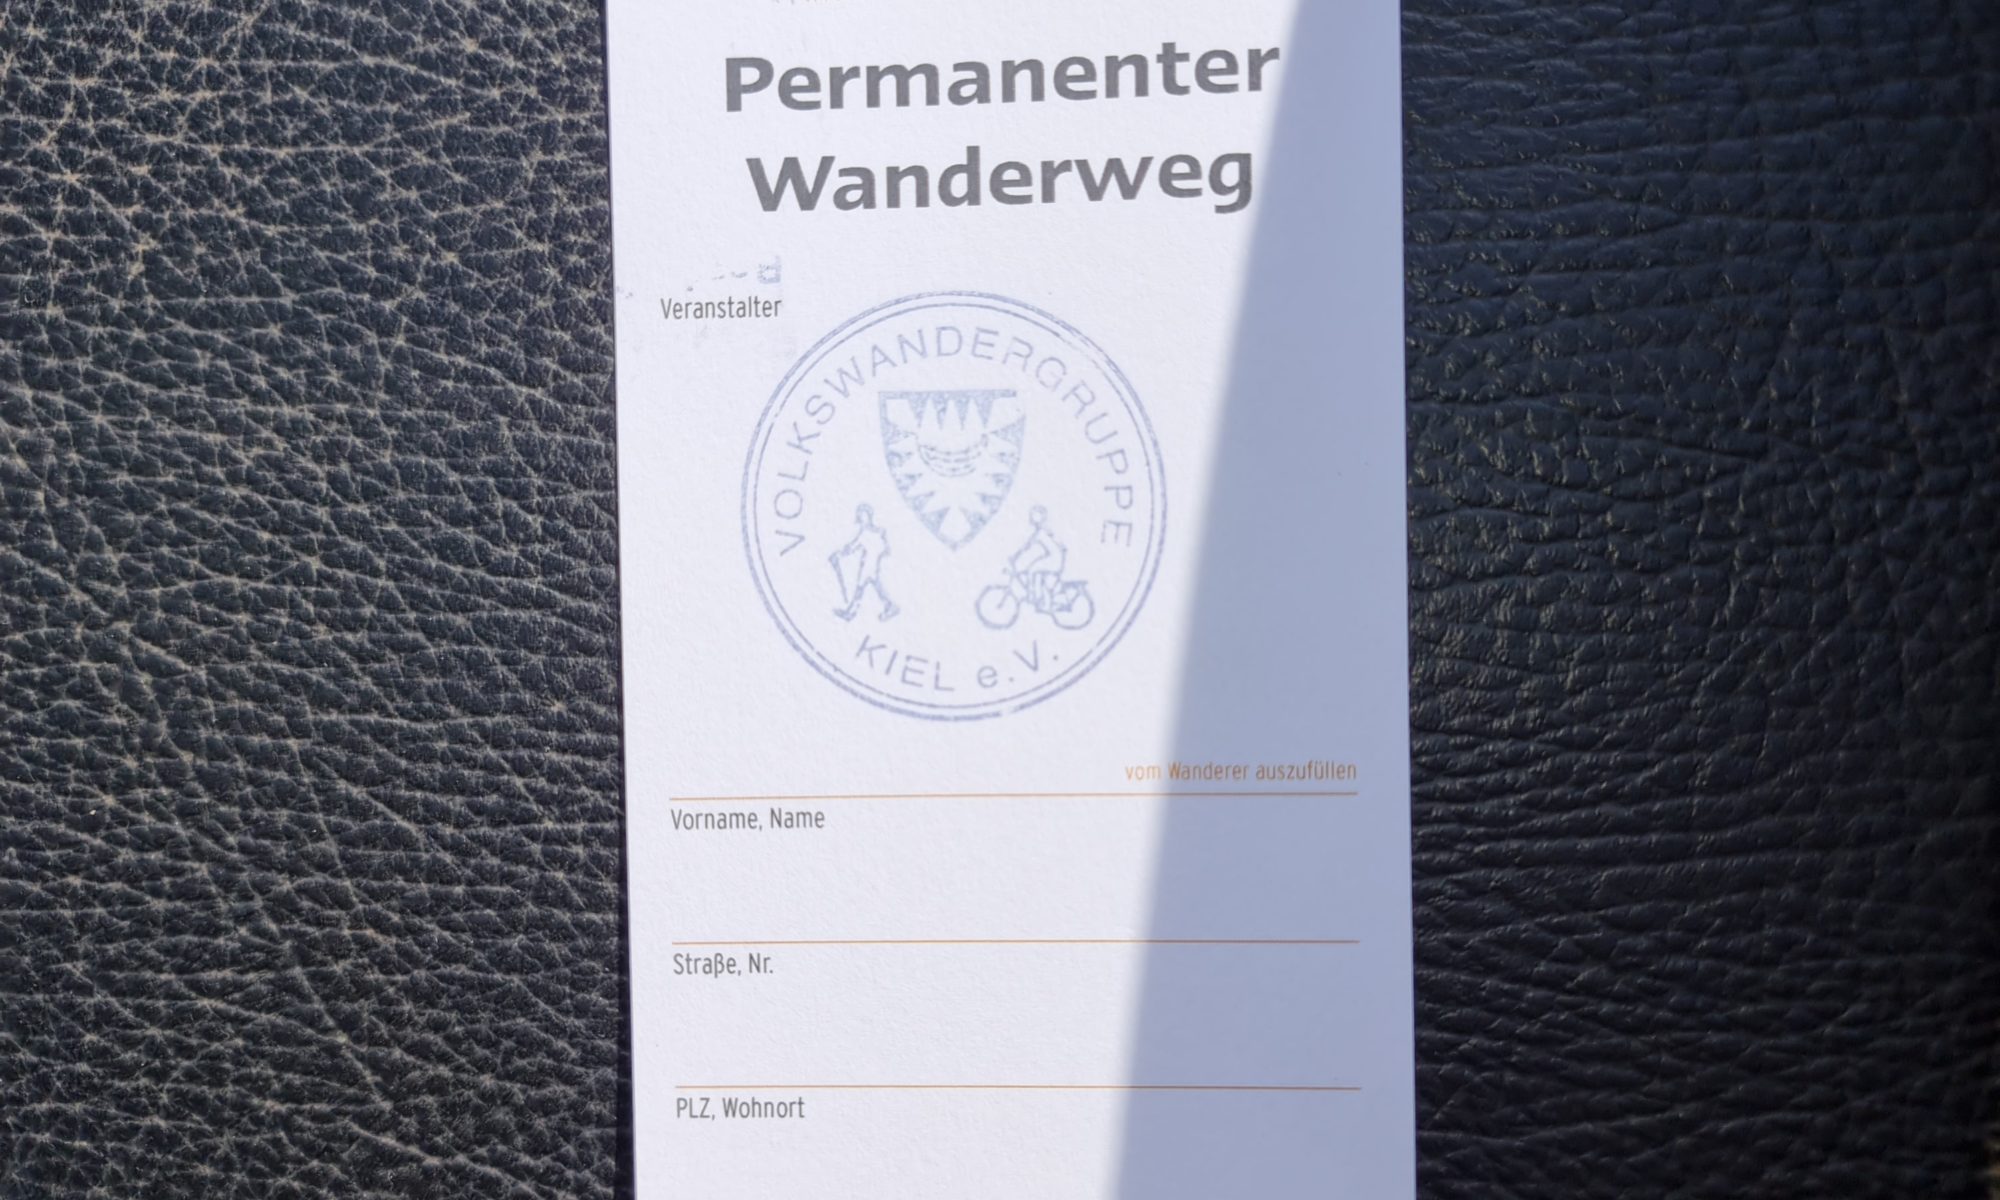 Permanenter
Wanderweg
Veranstalter
VOLKSWANDERGRUPPE
KIEL e.V.
vom Wanderer auszufüllen
Vorname, Name
Straße, Nr.
PLZ, Wohnort